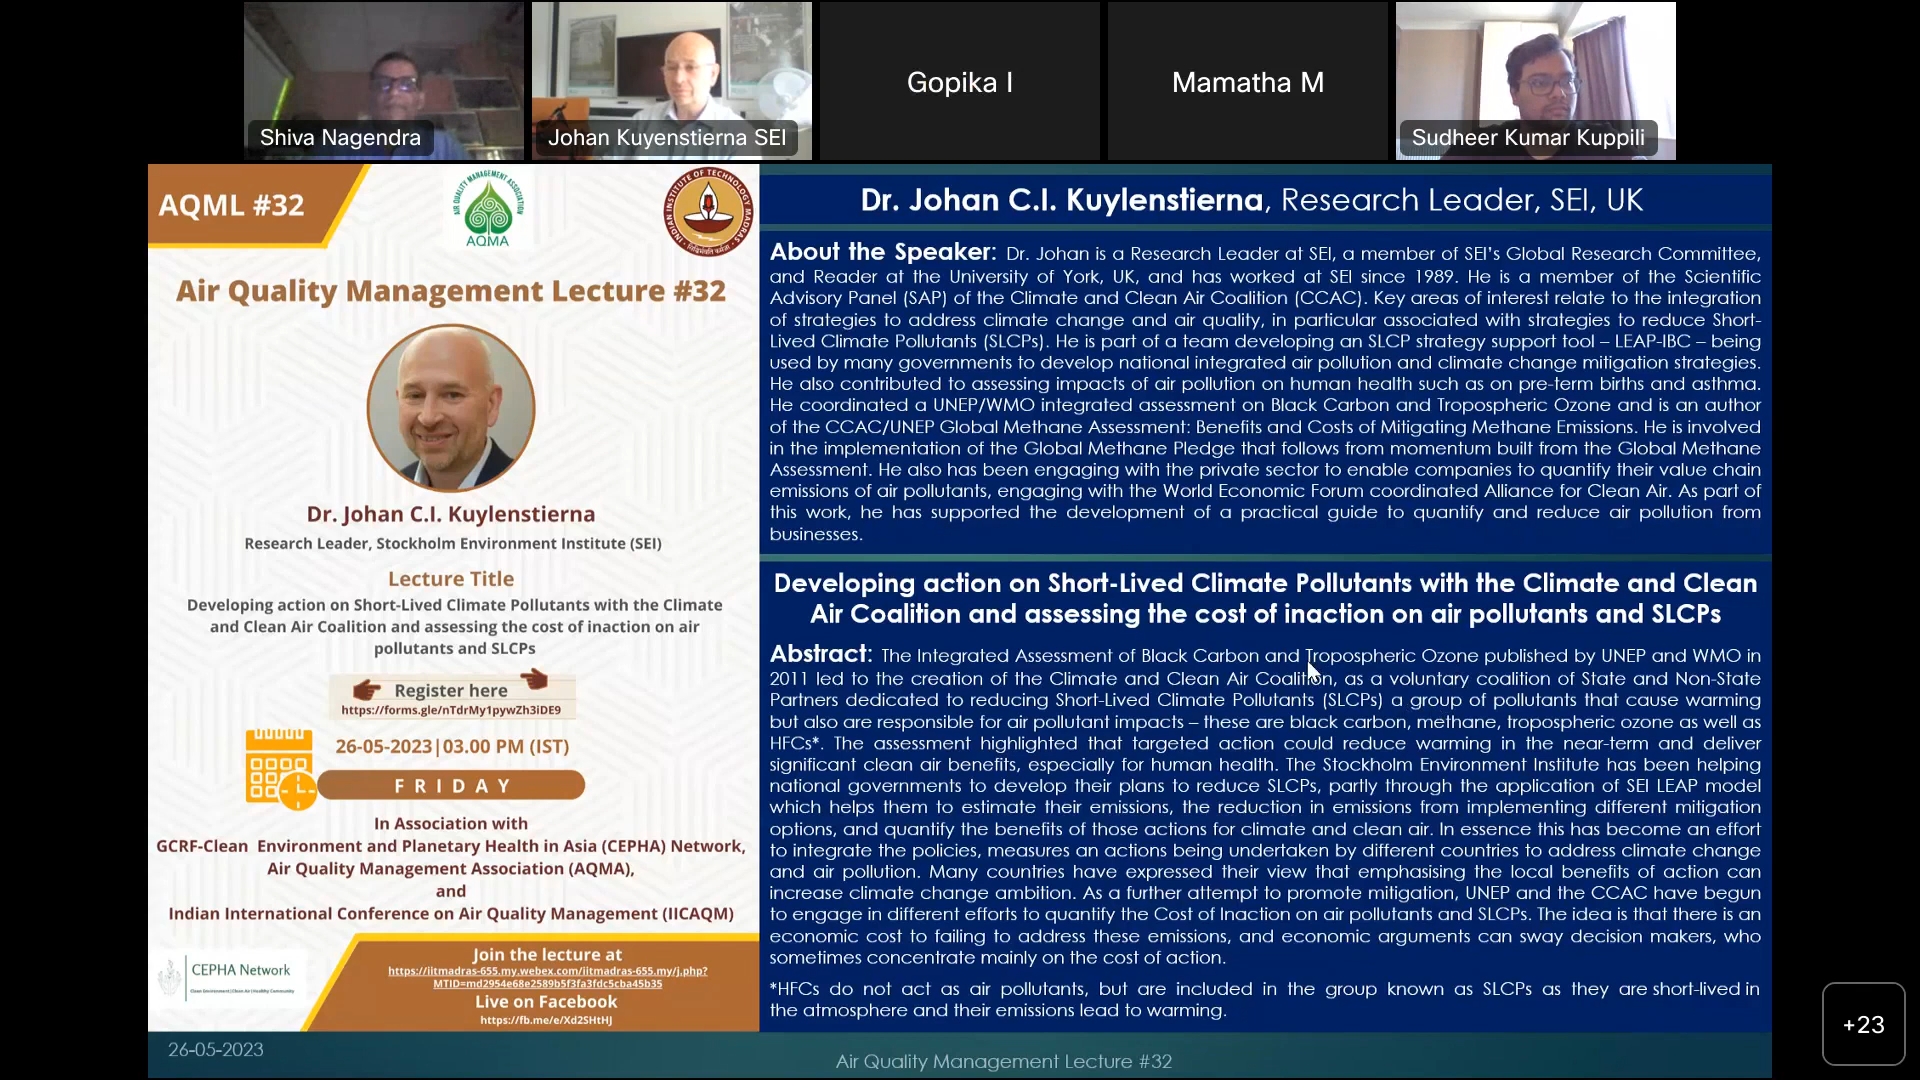 Shiva Nagendra
Johan Kuyenstierna SEI
Gopika I
Mamatha M
Sudheer Kumar Kuppili
AQML #32
AIR QUALITY MANAGEMENT ASSOCIATION
AQMA
INDIAN INSTITUTE OF TECHNOLOGY MADRAS
Air Quality Management Lecture #32
Dr. Johan C.I. Kuylenstierna
Research Leader, Stockholm Environment Institute (SEI)
Lecture Title
Developing action on Short-Lived Climate Pollutants with the Climate
and Clean Air Coalition and assessing the cost of inaction on air
pollutants and SLCPs
Register here
https://forms.gle/nTdrMy1pywZh3iDE9
26-05-2023|03.00 PM (IST)
FRIDAY
In Association with
GCRF-Clean Environment and Planetary Health in Asia (CEPHA) Network,
Air Quality Management Association (AQMA),
and
Indian International Conference on Air Quality Management (IICAQM)
CEPHA Network
Clean Environment|Clean Air|Healthy Community
Join the lecture at
https://iitmadras-655.my.webex.com/iitmadras-655.my/j.php?
MTID=md2954e68e2589b5f3fa3fdc5cba45b35
Live on Facebook
https://fb.me/e/Xd2SHtHJ
Dr. Johan C.I. Kuylenstierna, Research Leader, SEI, UK
About the Speaker: Dr. Johan is a Research Leader at SEI, a member of SEI's Global Research Committee,
and Reader at the University of York, UK, and has worked at SEI since 1989. He is a member of the Scientific
Advisory Panel (SAP) of the Climate and Clean Air Coalition (CCAC). Key areas of interest relate to the integration
of strategies to address climate change and air quality, in particular associated with strategies to reduce Short-
Lived Climate Pollutants (SLCPs). He is part of a team developing an SLCP strategy support tool – LEAP-IBC – being
used by many governments to develop national integrated air pollution and climate change mitigation strategies.
He also contributed to assessing impacts of air pollution on human health such as on pre-term births and asthma.
He coordinated a UNEP/WMO integrated assessment on Black Carbon and Tropospheric Ozone and is an author
of the CCAC/UNEP Global Methane Assessment: Benefits and Costs of Mitigating Methane Emissions. He is involved
in the implementation of the Global Methane Pledge that follows from momentum built from the Global Methane
Assessment. He also has been engaging with the private sector to enable companies to quantify their value chain
emissions of air pollutants, engaging with the World Economic Forum coordinated Alliance for Clean Air. As part of
this work, he has supported the development of a practical guide to quantify and reduce air pollution from
businesses.
Developing action on Short-Lived Climate Pollutants with the Climate and Clean
Air Coalition and assessing the cost of inaction on air pollutants and SLCPs
Abstract: The Integrated Assessment of Black Carbon and Tropospheric Ozone published by UNEP and WMO in
2011 led to the creation of the Climate and Clean Air Coalition, as a voluntary coalition of State and Non-State
Partners dedicated to reducing Short-Lived Climate Pollutants (SLCPs) a group of pollutants that cause warming
but also are responsible for air pollutant impacts – these are black carbon, methane, tropospheric ozone as well as
HFCs*. The assessment highlighted that targeted action could reduce warming in the near-term and deliver
significant clean air benefits, especially for human health. The Stockholm Environment Institute has been helping
national governments to develop their plans to reduce SLCPs, partly through the application of SEI LEAP model
which helps them to estimate their emissions, the reduction in emissions from implementing different mitigation
options, and quantify the benefits of those actions for climate and clean air. In essence this has become an effort
to integrate the policies, measures an actions being undertaken by different countries to address climate change
and air pollution. Many countries have expressed their view that emphasising the local benefits of action can
increase climate change ambition. As a further attempt to promote mitigation, UNEP and the CCAC have begun
to engage in different efforts to quantify the Cost of Inaction on air pollutants and SLCPs. The idea is that there is an
economic cost to failing to address these emissions, and economic arguments can sway decision makers, who
sometimes concentrate mainly on the cost of action.
*HFCs do not act as air pollutants, but are included in the group known as SLCPs as they are short-lived in
the atmosphere and their emissions lead to warming.
+23
26-05-2023
Air Quality Management Lecture #32